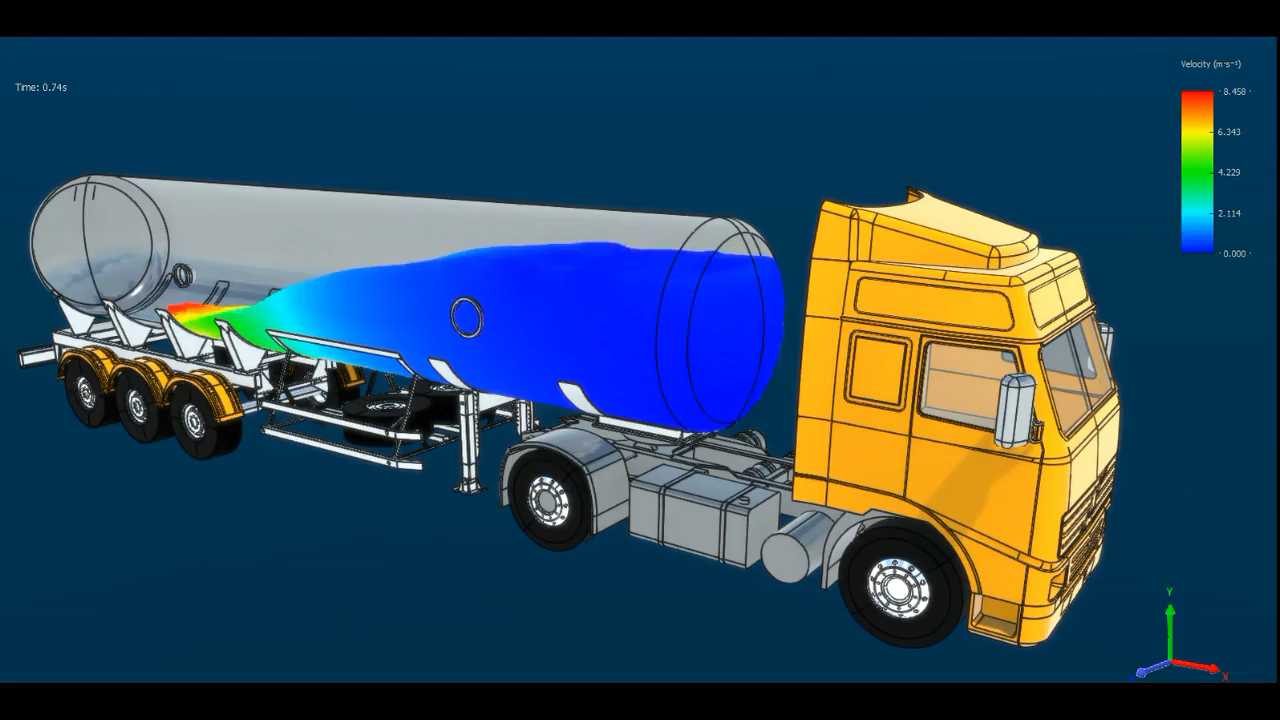 Time: 0.74s
Velocity (m·s⁻¹)
8.458
6.343
4.229
2.114
0.000
Y
X